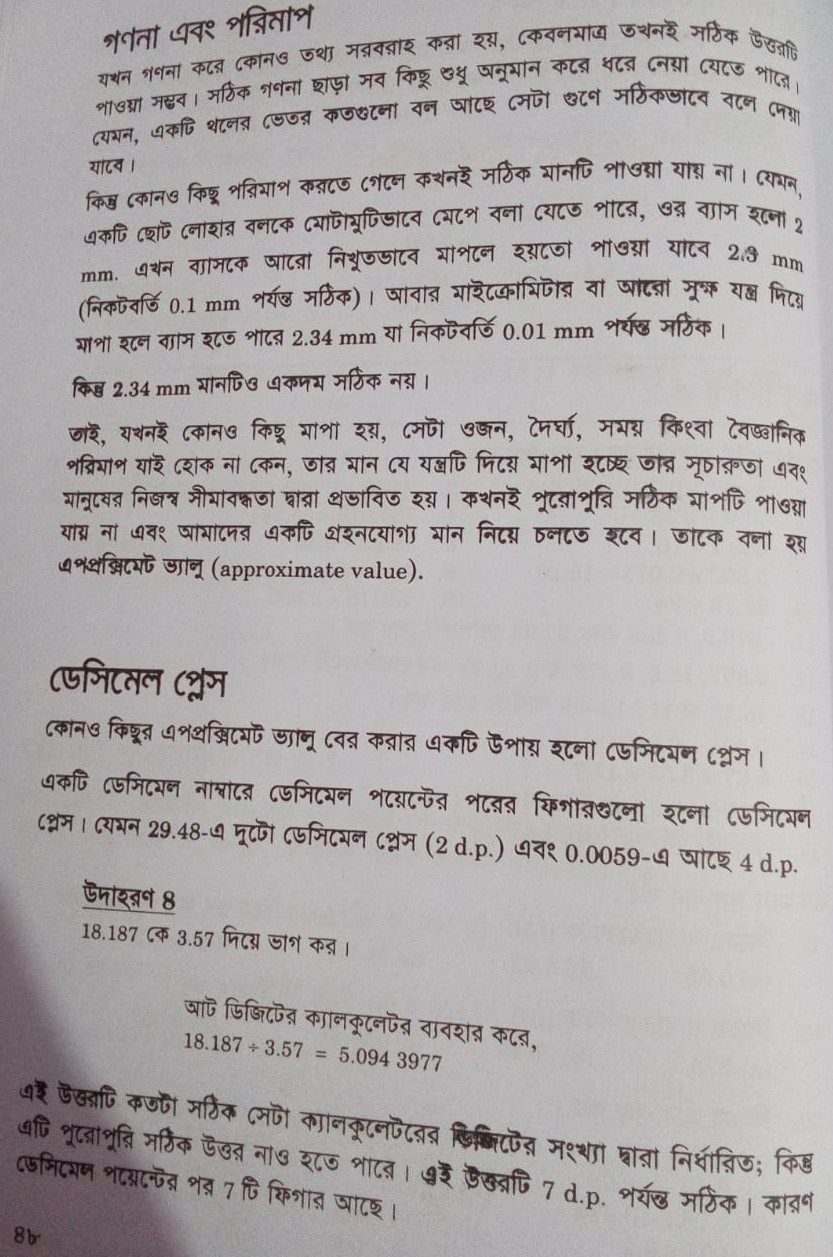 গণনা এবং পরিমাপ
যখন গণনা করে কোনও তথ্য সরবরাহ করা হয়, কেবলমাত্র তখনই সঠিক উত্তরটি
পাওয়া সম্ভব। সঠিক গণনা ছাড়া সব কিছু শুধু অনুমান করে ধরে নেয়া যেতে পারে।
যেমন, একটি থলের ভেতর কতগুলো বল আছে সেটা গুণে সঠিকভাবে বলে দেয়া
যাবে।
কিন্তু কোনও কিছু পরিমাপ করতে গেলে কখনই সঠিক মানটি পাওয়া যায় না। যেমন,
একটি ছোট লোহার বলকে মোটামুটিভাবে মেপে বলা যেতে পারে, ওর ব্যাস হলো 2
mm. এখন ব্যাসকে আরো নিখুতভাবে মাপলে হয়তো পাওয়া যাবে 2.3 mm
(নিকটবর্তি 0.1 mm পর্যন্ত সঠিক)। আবার মাইক্রোমিটার বা আরো সূক্ষ যন্ত্র দিয়ে
মাপা হলে ব্যাস হতে পারে 2.34 mm যা নিকটবর্তি 0.01 mm পর্যন্ত সঠিক।
কিন্তু 2.34 mm মানটিও একদম সঠিক নয়।
তাই, যখনই কোনও কিছু মাপা হয়, সেটা ওজন, দৈর্ঘ্য, সময় কিংবা বৈজ্ঞানিক
পরিমাপ যাই হোক না কেন, তার মান যে যন্ত্রটি দিয়ে মাপা হচ্ছে তার সূচারুতা এবং
মানুষের নিজস্ব সীমাবদ্ধতা দ্বারা প্রভাবিত হয়। কখনই পুরোপুরি সঠিক মাপটি পাওয়া
যায় না এবং আমাদের একটি গ্রহনযোগ্য মান নিয়ে চলতে হবে। তাকে বলা হয়
এপপ্রক্সিমেট ভ্যালু (approximate value).
ডেসিমেল প্লেস
কোনও কিছুর এপপ্রক্সিমেট ভ্যালু বের করার একটি উপায় হলো ডেসিমেল প্লেস।
একটি ডেসিমেল নাম্বারে ডেসিমেল পয়েন্টের পরের ফিগারগুলো হলো ডেসিমেল
প্লেস। যেমন 29.48-এ দুটো ডেসিমেল প্লেস (2 d.p.) এবং 0.0059-এ আছে 4 d.p.
উদাহরণ 8
18.187 কে 3.57 দিয়ে ভাগ কর।
আট ডিজিটের ক্যালকুলেটর ব্যবহার করে,
18.187 ÷ 3.57 = 5.094 3977
এই উত্তরটি কতটা সঠিক সেটা ক্যালকুলেটরের ডিজিটের সংখ্যা দ্বারা নির্ধারিত; কিন্তু
এটি পুরোপুরি সঠিক উত্তর নাও হতে পারে। এই উত্তরটি 7 d.p. পর্যন্ত সঠিক। কারণ
ডেসিমেল পয়েন্টের পর 7 টি ফিগার আছে।
৪৮